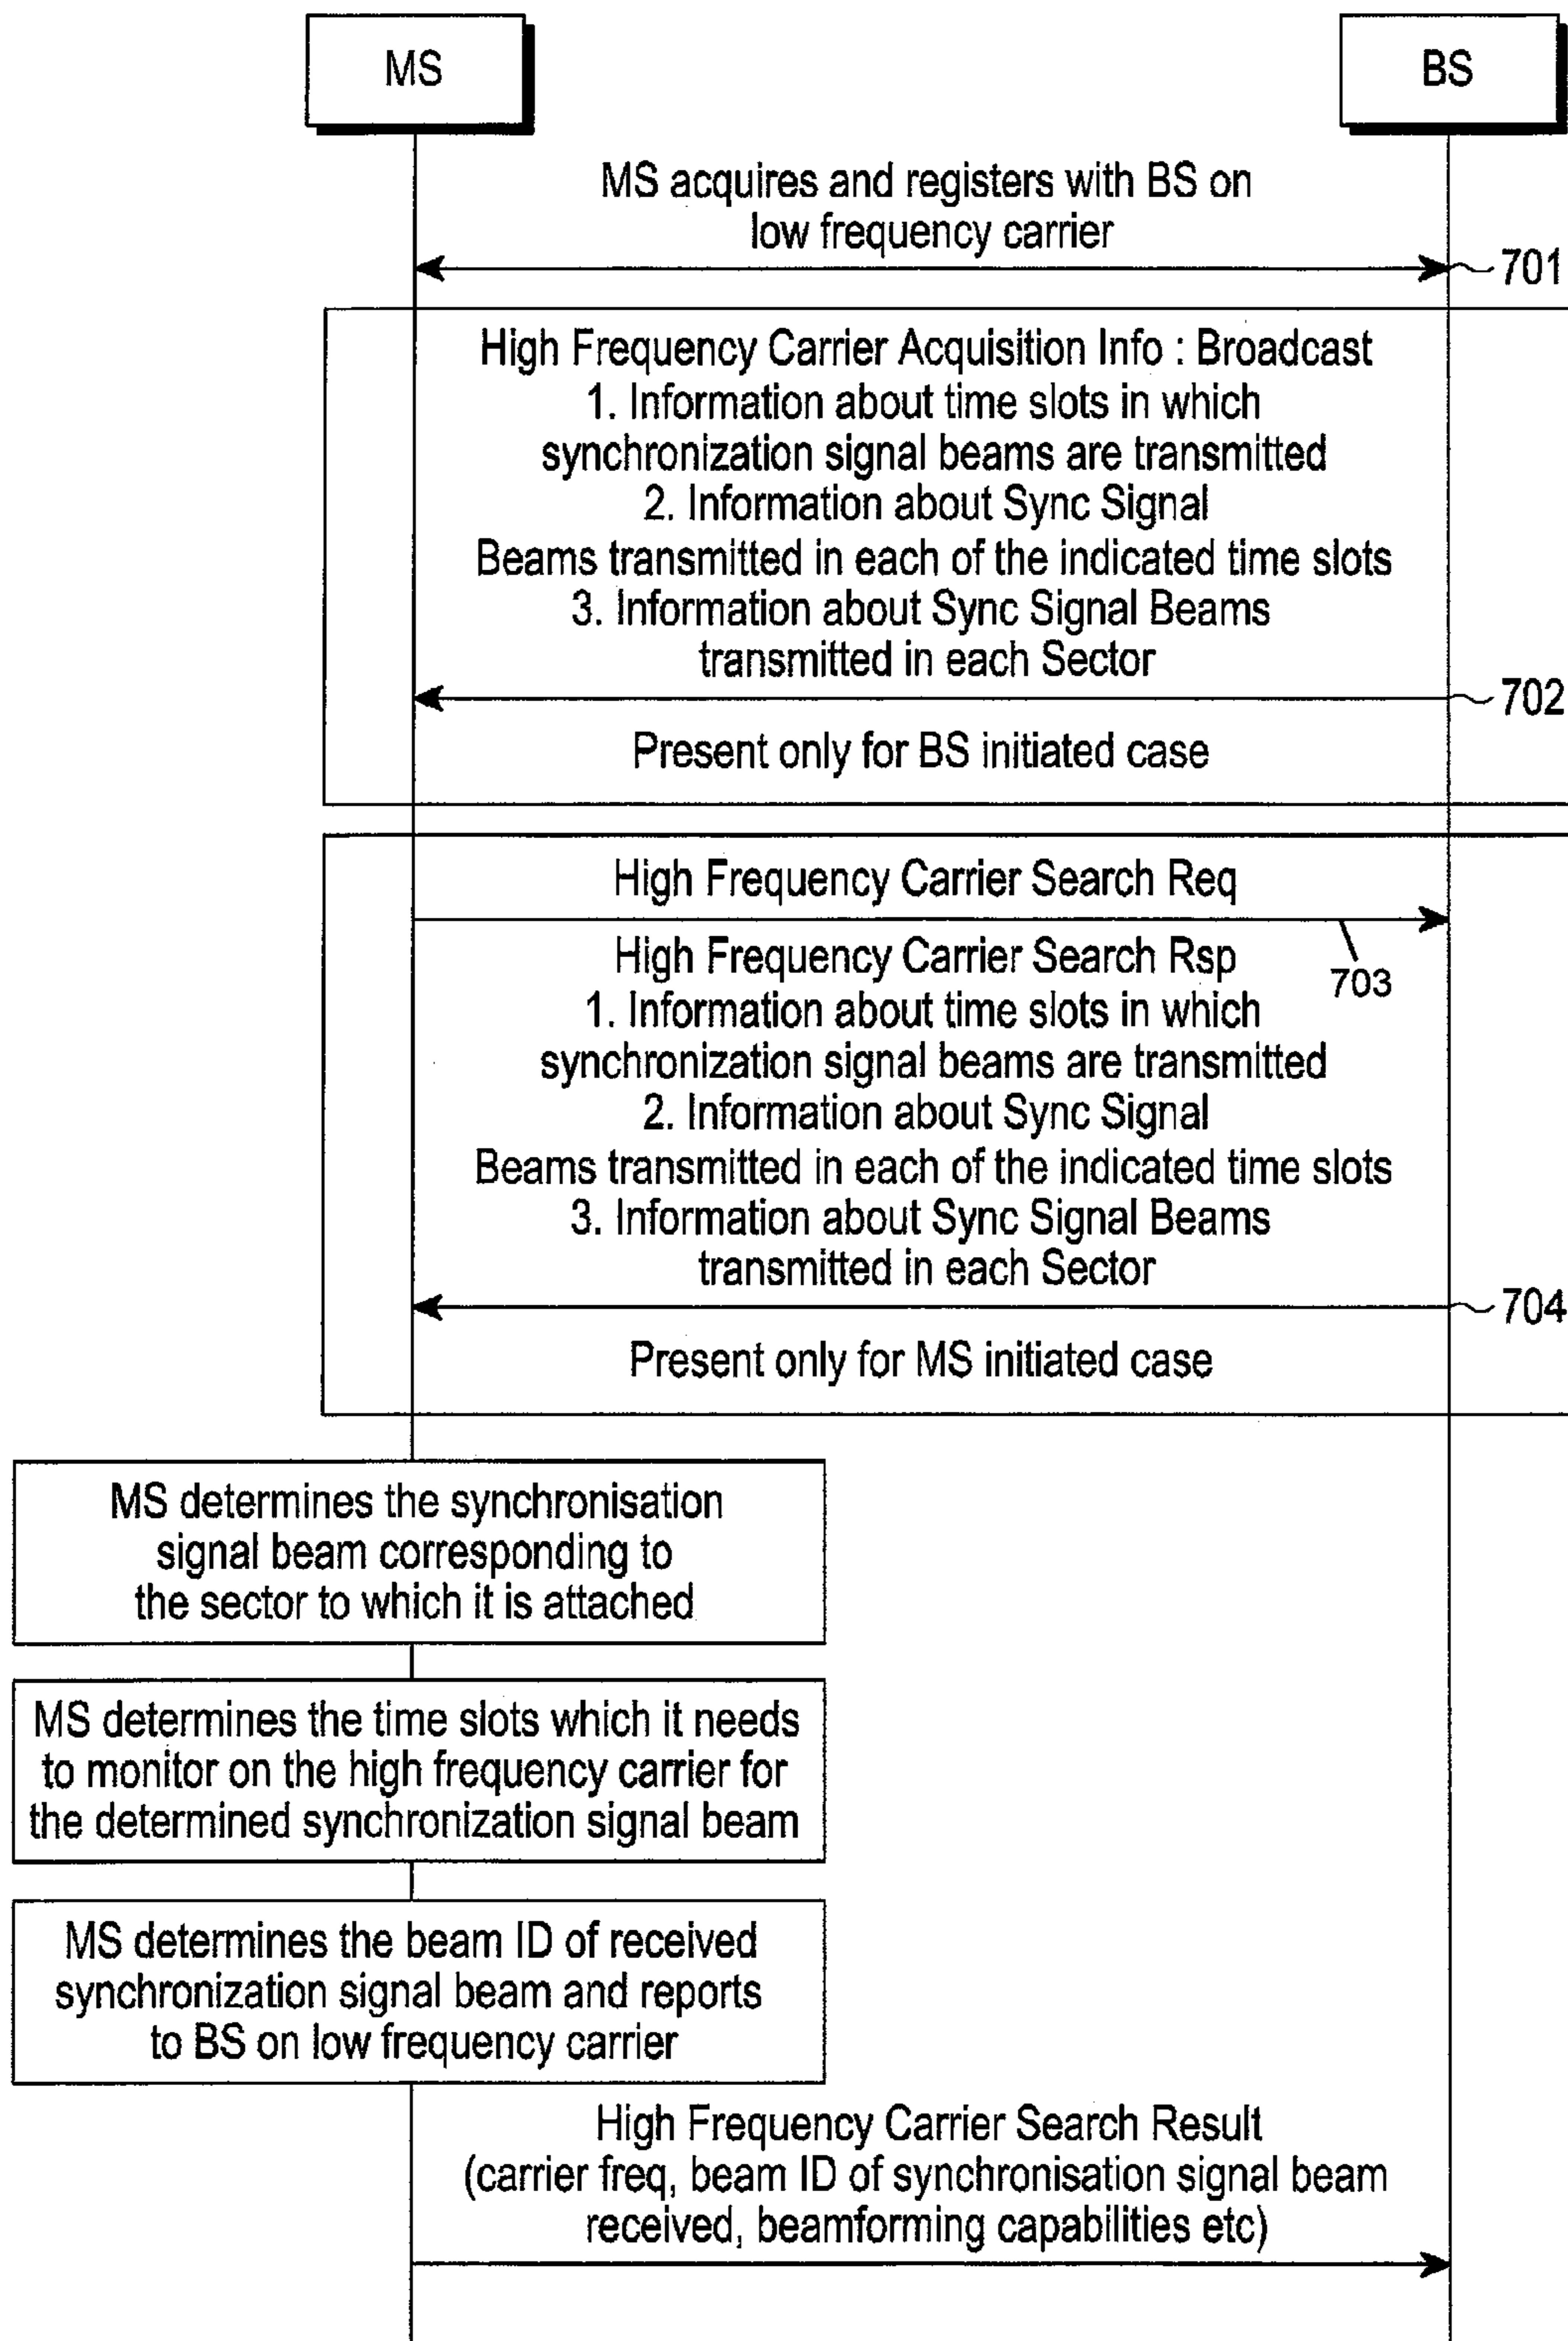 MS
BS
MS acquires and registers with BS on
low frequency carrier
701
High Frequency Carrier Acquisition Info : Broadcast
1. Information about time slots in which
synchronization signal beams are transmitted
2. Information about Sync Signal
Beams transmitted in each of the indicated time slots
3. Information about Sync Signal Beams
transmitted in each Sector
702
Present only for BS initiated case
High Frequency Carrier Search Req
703
High Frequency Carrier Search Rsp
1. Information about time slots in which
synchronization signal beams are transmitted
2. Information about Sync Signal
Beams transmitted in each of the indicated time slots
3. Information about Sync Signal Beams
transmitted in each Sector
704
Present only for MS initiated case
MS determines the synchronisation
signal beam corresponding to
the sector to which it is attached
MS determines the time slots which it needs
to monitor on the high frequency carrier for
the determined synchronization signal beam
MS determines the beam ID of received
synchronization signal beam and reports
to BS on low frequency carrier
High Frequency Carrier Search Result
(carrier freq, beam ID of synchronisation signal beam
received, beamforming capabilities etc)